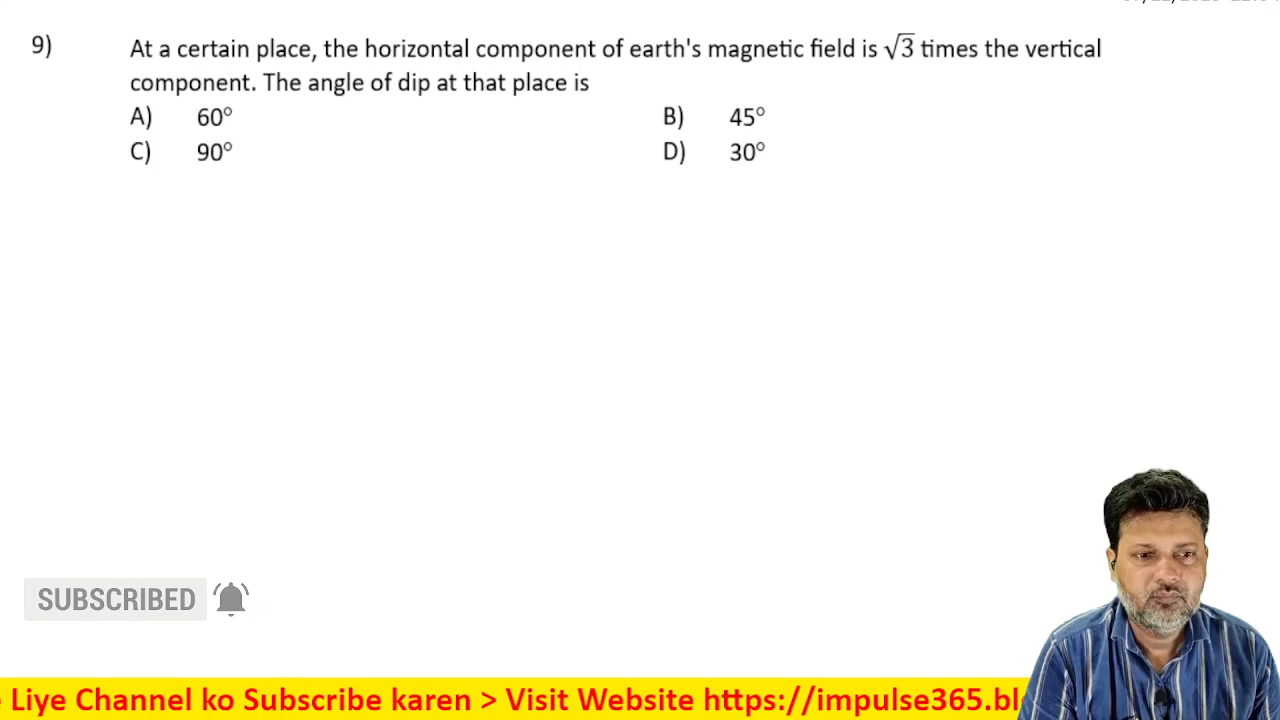 9) At a certain place, the horizontal component of earth's magnetic field is √3 times the vertical
component. The angle of dip at that place is
A) 60° B) 45°
C) 90° D) 30°
SUBSCRIBED
Liye Channel ko Subscribe karen > Visit Website https://impulse365.bl